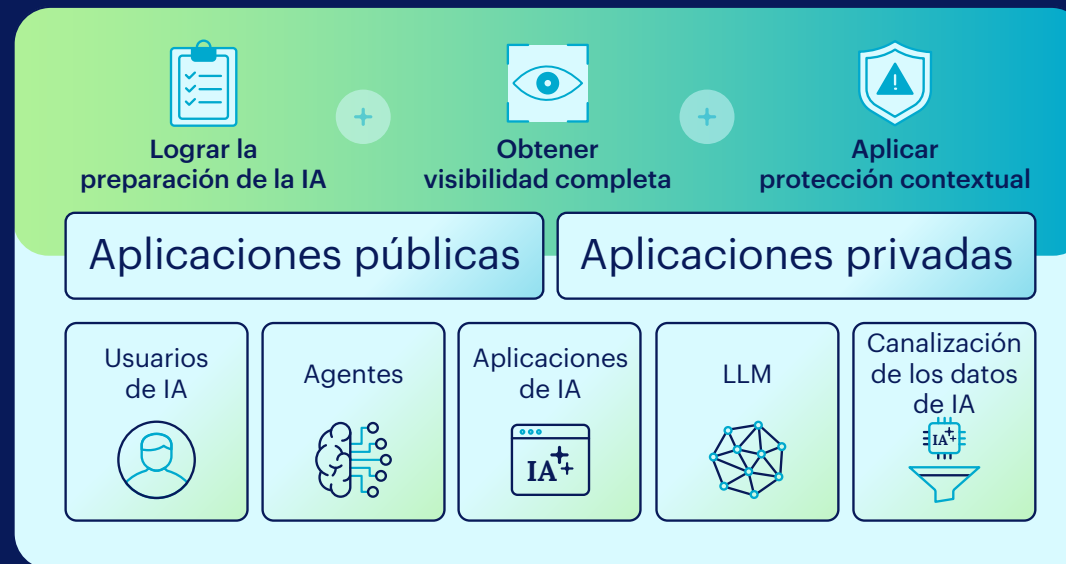 Lograr la
preparación de la IA
Obtener
visibilidad completa
Aplicar
protección contextual
Aplicaciones públicas
Aplicaciones privadas
Usuarios
de IA
Agentes
Aplicaciones
de IA
IA
LLM
Canalización
de los datos
de IA
IA